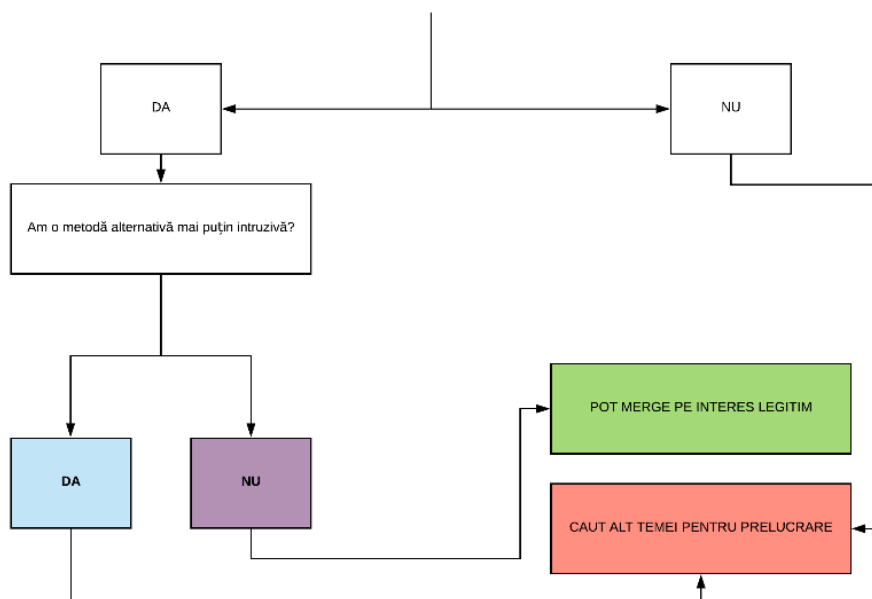 DA
NU
Am o metodă alternativă mai puțin intruzivă?
POT MERGE PE INTERES LEGITIM
DA
NU
CAUT ALT TEMEI PENTRU PRELUCRARE